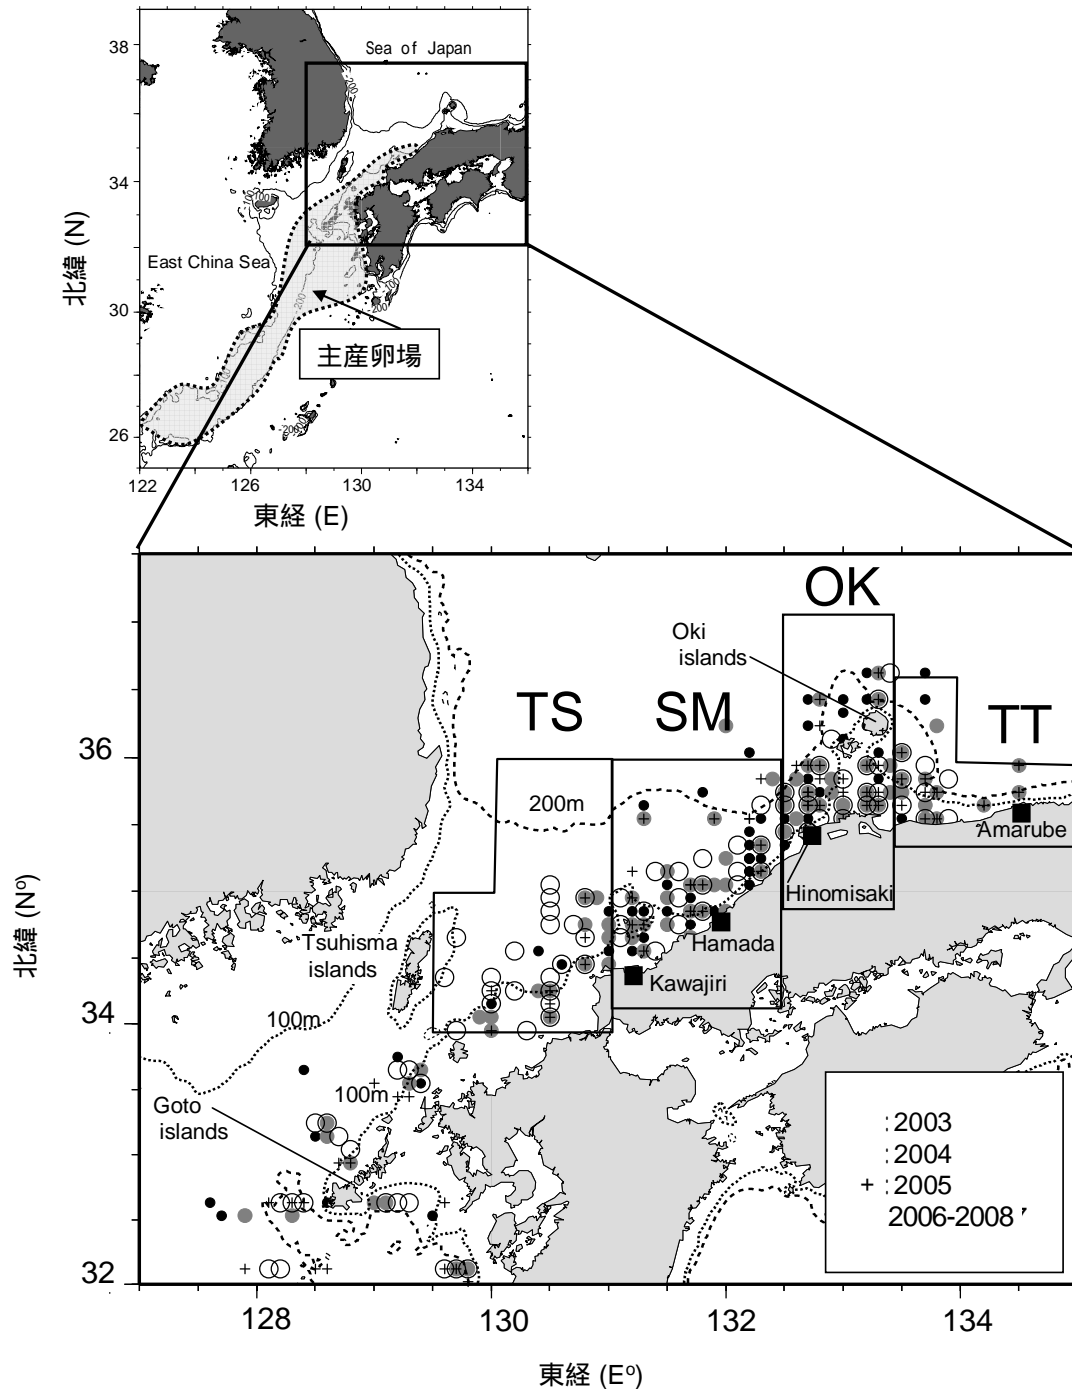 38
34
30
26
北緯 (N)
Sea of Japan
East China Sea
主産卵場
122
126
130
134
東経 (E)
OK
Oki
islands
TS
SM
TT
36
200m
Amarube
Hinomisaki
Hamada
Kawajiri
Tsuhisma
islands
北緯 (Nº)
34
100m
100m
Goto
islands
: 2003
: 2004
+ : 2005
2006-2008
32
128
130
132
134
東経 (Eº)